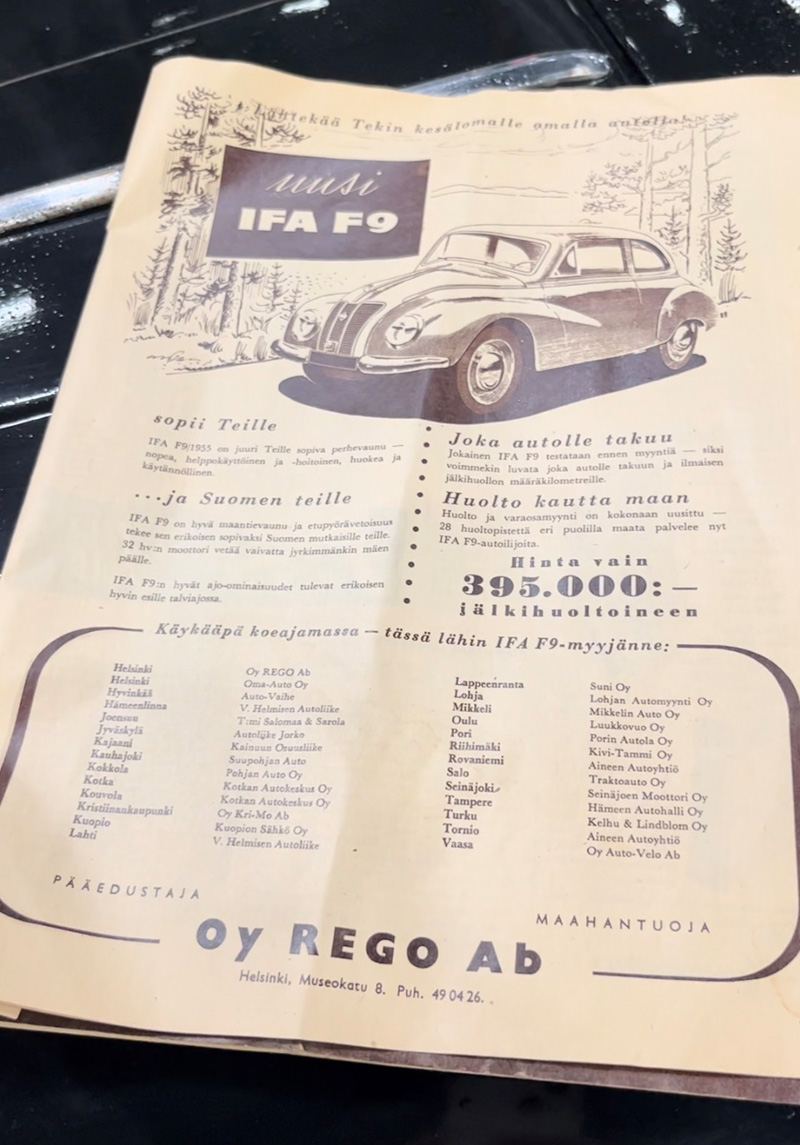 Lähtekää Tekin kesälomalle omalla autolla!
uusi
IFA F9
sopii Teille
IFA F9/1955 on juuri Teille sopiva perhevaunu —
nopea, helppokäyttöinen ja -hoitoinen, huokea ja
käytännöllinen.
...ja Suomen teille
IFA F9 on hyvä maantievaunu ja etupyörävetoisuus
tekee sen erikoisen sopivaksi Suomen mutkaisille teille.
32 hv:n moottori vetää vaivatta jyrkimmänkin mäen
päälle.
IFA F9:n hyvät ajo-ominaisuudet tulevat erikoisen
hyvin esille talviajossa.
Joka autolle takuu
Jokainen IFA F9 testataan ennen myyntiä — siksi
voimmekin luvata joka autolle takuun ja ilmaisen
jälkihuollon määräkilometreille.
Huolto kautta maan
Huolto ja varaosamyynti on kokonaan uusittu —
28 huoltopistettä eri puolilla maata palvelee nyt
IFA F9-autoilijoita.
Hinta vain
395.000:—
jälkihuoltoineen
Käykääpä koeajamassa — tässä lähin IFA F9-myyjänne:
Helsinki Oy REGO Ab
Helsinki Oma-Auto Oy
Hyvinkää Auto-Vaihe
Hämeenlinna V. Helmisen Autoliike
Joensuu T:mi Salomaa & Sarola
Jyväskylä Autolijke Jorko
Kajaani Kainuun Osuusliike
Kauhajoki Suupohjan Auto
Kokkola Pohjan Auto Oy
Kotka Kotkan Autokeskus Oy
Kouvola Kotkan Autokeskus Oy
Kristiinankaupunki Oy Kri-Mo Ab
Kuopio Kuopion Sähkö Oy
Lahti V. Helmisen Autoliike
Lappeenranta Suni Oy
Lohja Lohjan Automyynti Oy
Mikkeli Mikkelin Auto Oy
Oulu Luukkovuo Oy
Pori Porin Autola Oy
Riihimäki Kivi-Tammi Oy
Rovaniemi Aineen Autoyhtiö
Salo Traktoauto Oy
Seinäjoki Seinäjoen Moottori Oy
Tampere Hämeen Autohalli Oy
Turku Kelhu & Lindblom Oy
Tornio Aineen Autoyhtiö
Vaasa Oy Auto-Velo Ab
PÄÄEDUSTAJA
MAAHANTUOJA
Oy REGO Ab
Helsinki, Museokatu 8. Puh. 49 04 26.